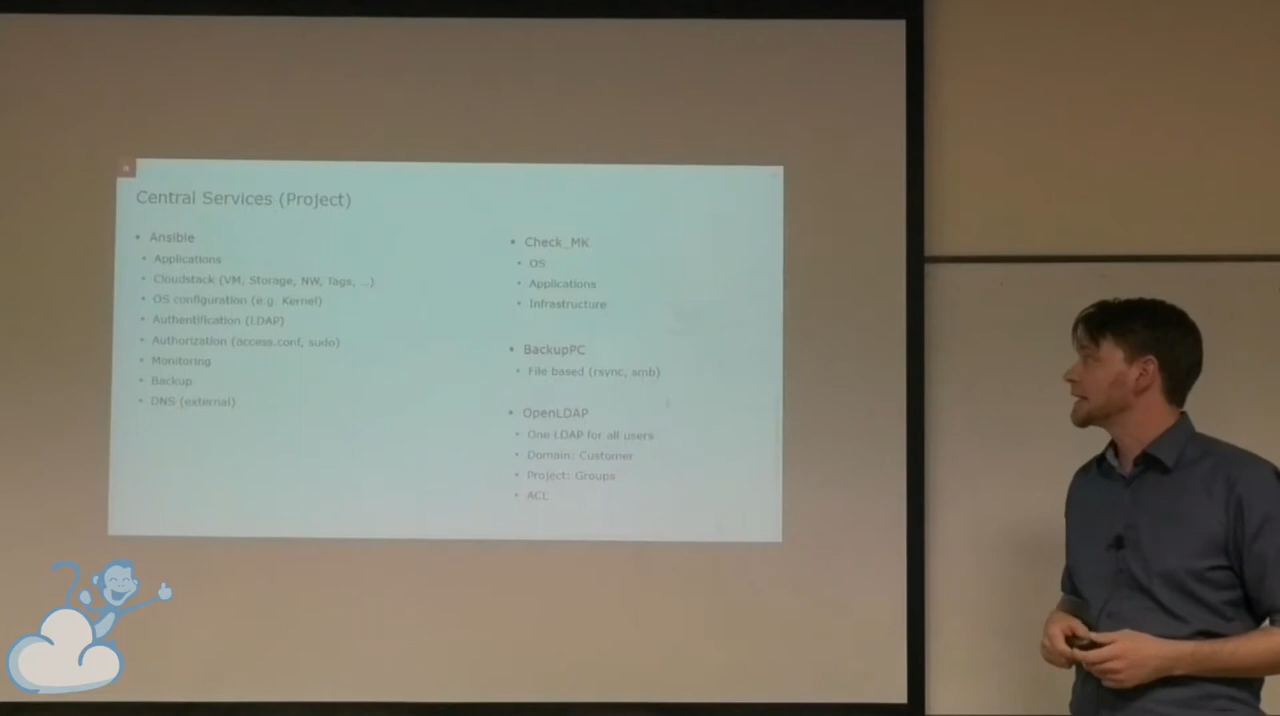 Central Services (Project)
• Ansible
• Applications
• Cloudstack (VM, Storage, NW, Tags, ...)
• OS configuration (e.g. Kernel)
• Authentification (LDAP)
• Authorization (access.conf, sudo)
• Monitoring
• Backup
• DNS (external)
• Check_MK
• OS
• Applications
• Infrastructure
• BackupPC
• File based (rsync, smb)
• OpenLDAP
• One LDAP for all users
• Domain: Customer
• Project: Groups
• ACL